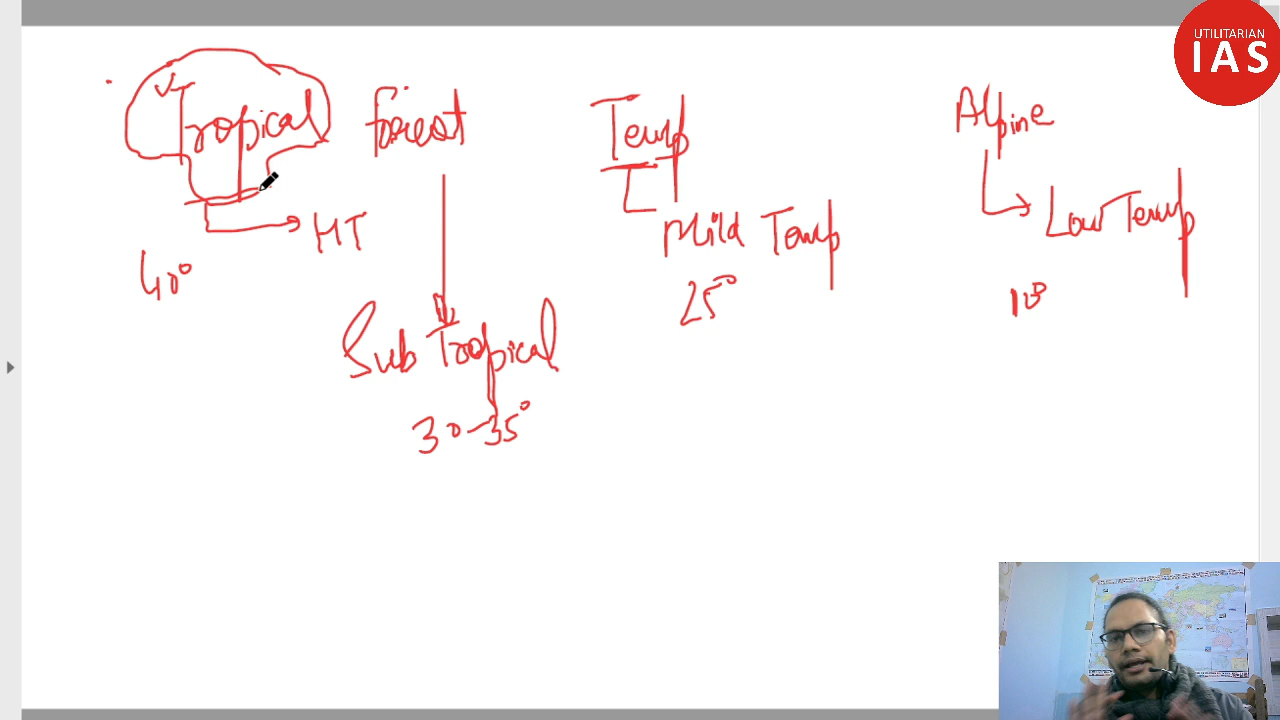 UTILITARIAN
IAS
Tropical Forest
HT
40°
Sub Tropical
30-35°
Temp
Mild Temp
25°
Alpine
Low Temp
10°